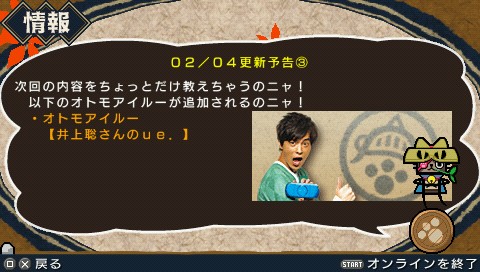 情報
02／04更新予告③
次回の内容をちょっとだけ教えちゃうのニャ！
以下のオトモアイルーが追加されるのニャ！
・オトモアイルー
【井上聡さんのue．】
○×戻る
START オンラインを終了